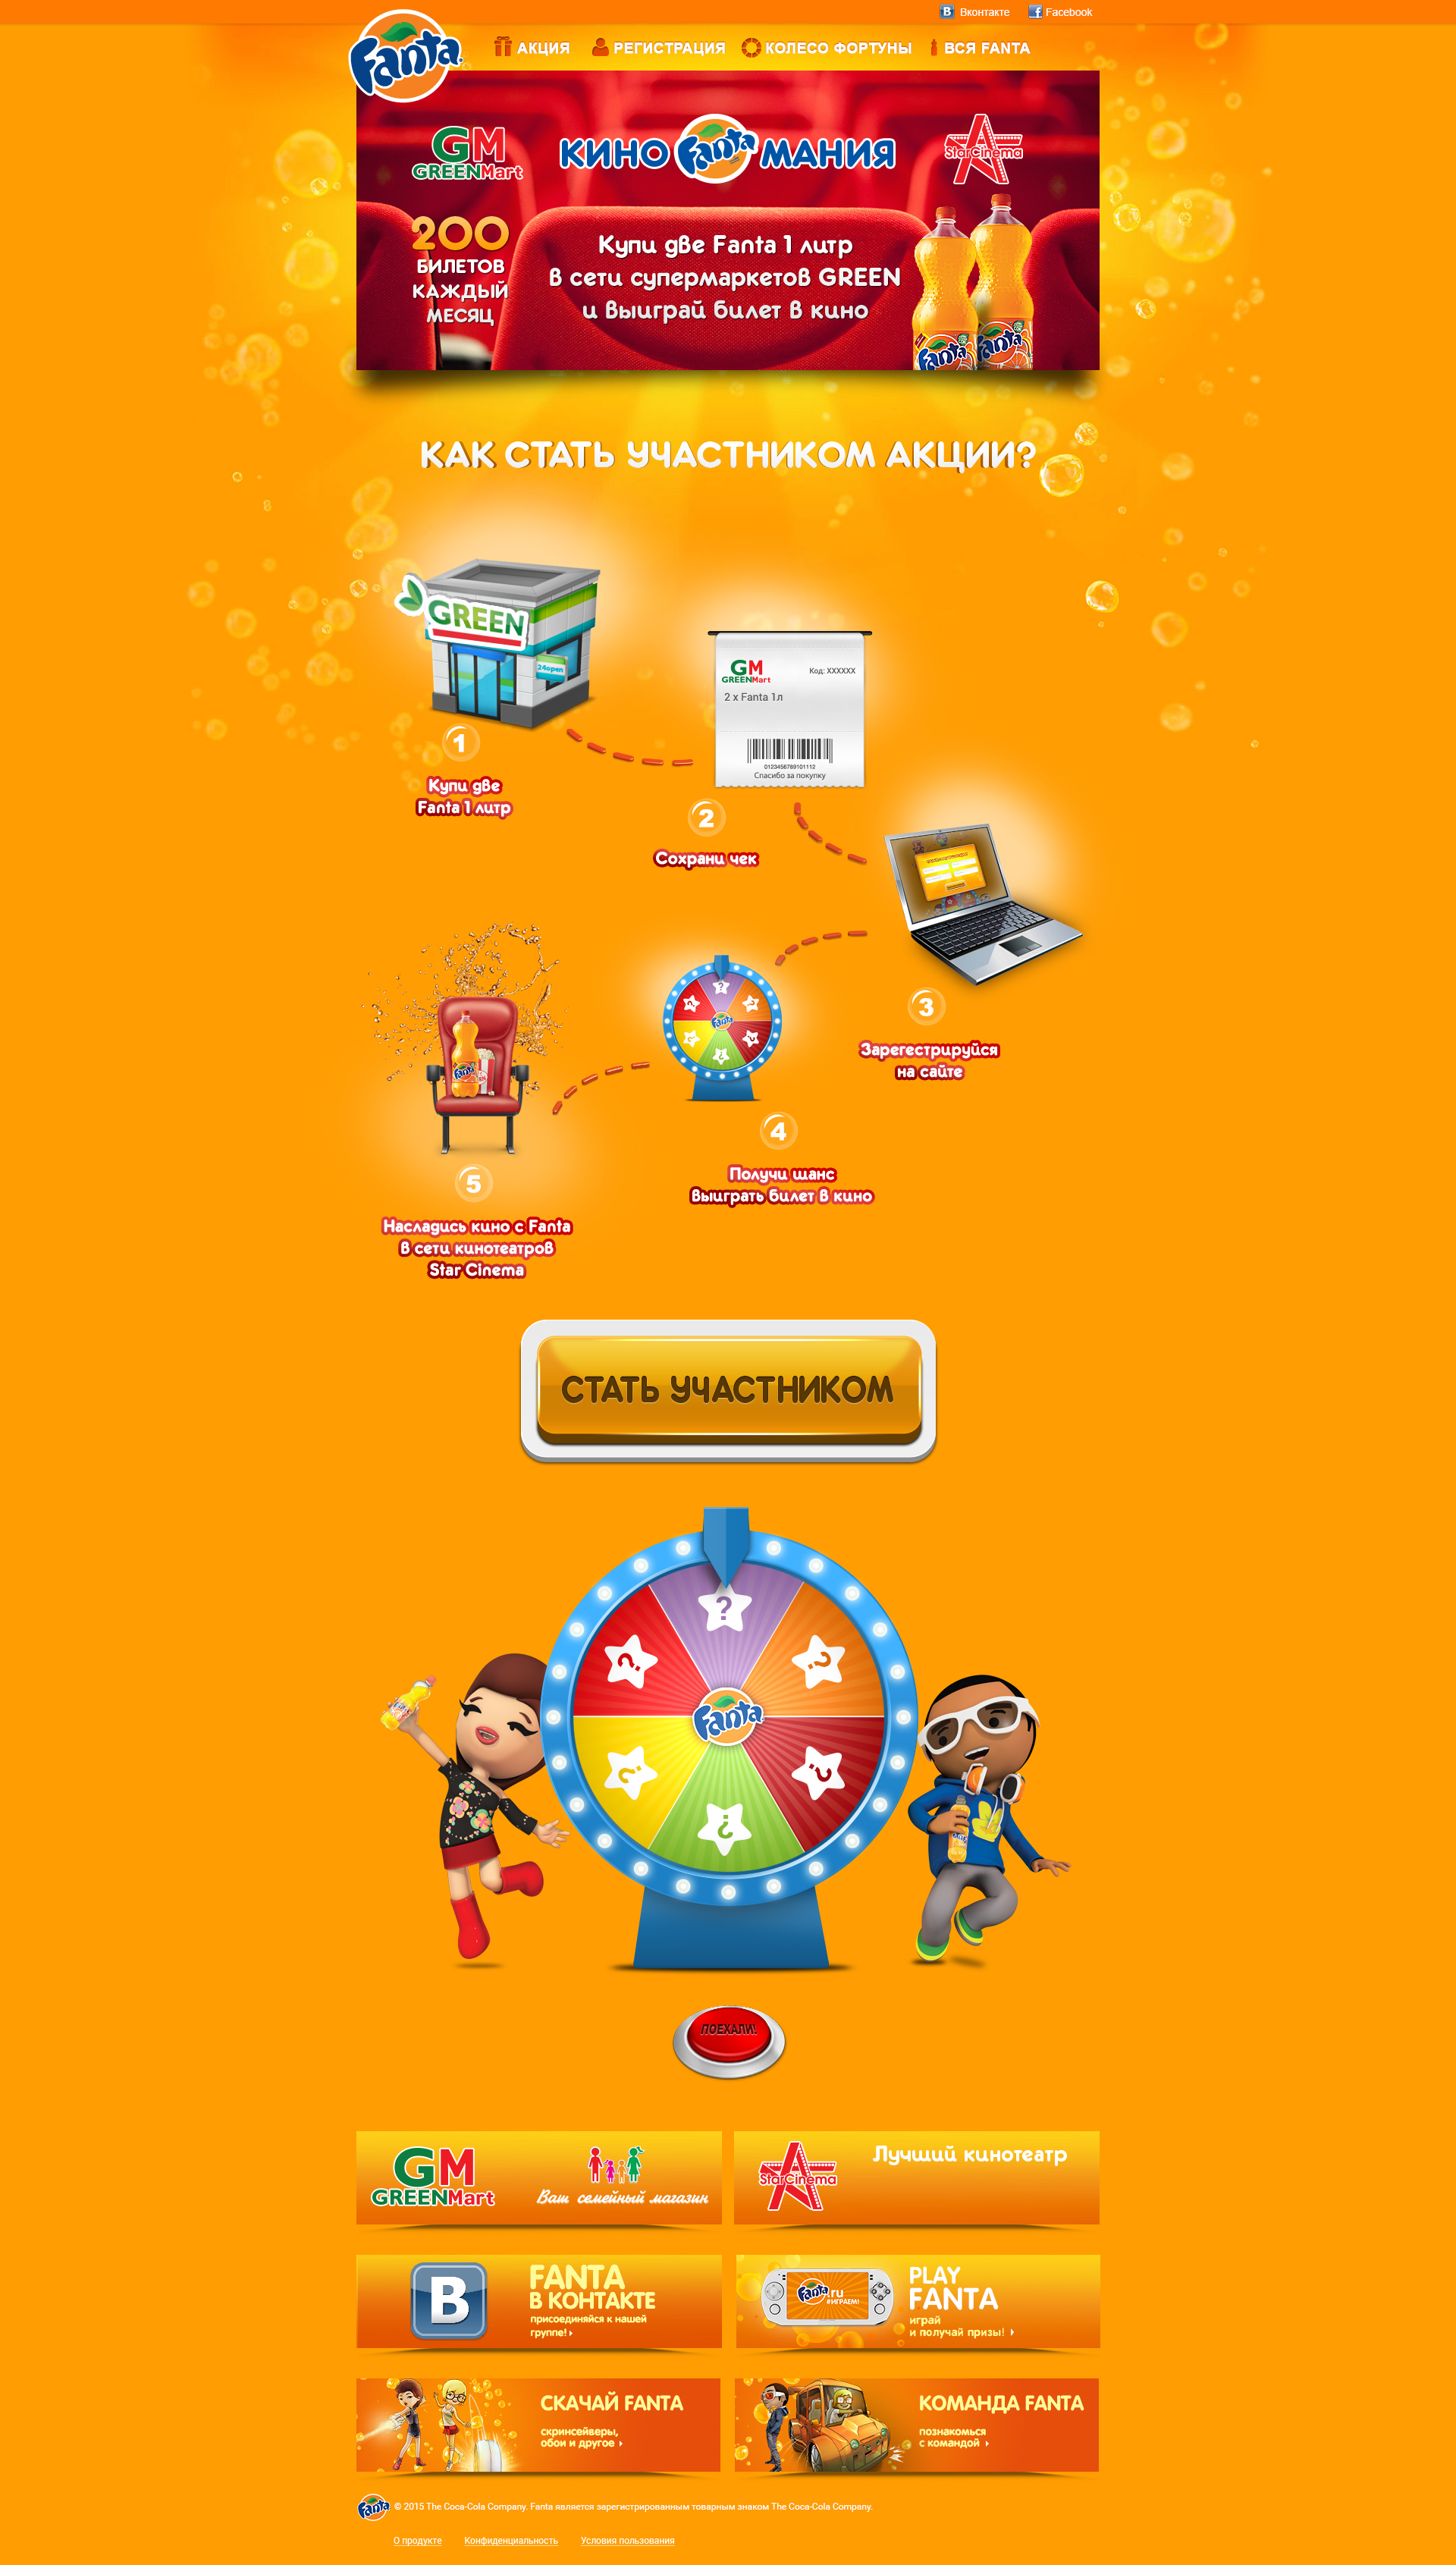 Вконтакте Facebook
Fanta АКЦИЯ РЕГИСТРАЦИЯ КОЛЕСО ФОРТУНЫ ВСЯ FANTA
GM
GREENMart
КИНО Fanta МАНИЯ
StarCinema
200
БИЛЕТОВ
КАЖДЫЙ
МЕСЯЦ
Купи две Fanta 1 литр
в сети супермаркетов GREEN
и выиграй билет в кино
Fanta Fanta
КАК СТАТЬ УЧАСТНИКОМ АКЦИИ?
GREEN
24open
1
Купи две
Fanta 1 литр
GM
GREENMart
Код: XXXXXX
2 x Fanta 1л
0123456789101112
Спасибо за покупку
2
Сохрани чек
3
Зарегестрируйся
на сайте
? ? ? ? ? ?
Fanta
4
Получи шанс
выиграть билет в кино
Fanta
5
Насладись кино с Fanta
в сети кинотеатров
Star Cinema
СТАТЬ УЧАСТНИКОМ
? ? ? ? ? ?
Fanta
ПОЕХАЛИ!
GM
GREENMart
Ваш семейный магазин
StarCinema
Лучший кинотеатр
B
FANTA
В КОНТАКТЕ
присоединяйся к нашей
группе!
Fanta.ru
#ИГРАЕМ!
PLAY
FANTA
играй
и получай призы!
СКАЧАЙ FANTA
скринсейверы,
обои и другое
КОМАНДА FANTA
познакомься
с командой
Fanta © 2015 The Coca-Cola Company. Fanta является зарегистрированным товарным знаком The Coca-Cola Company.
О продукте Конфиденциальность Условия пользования